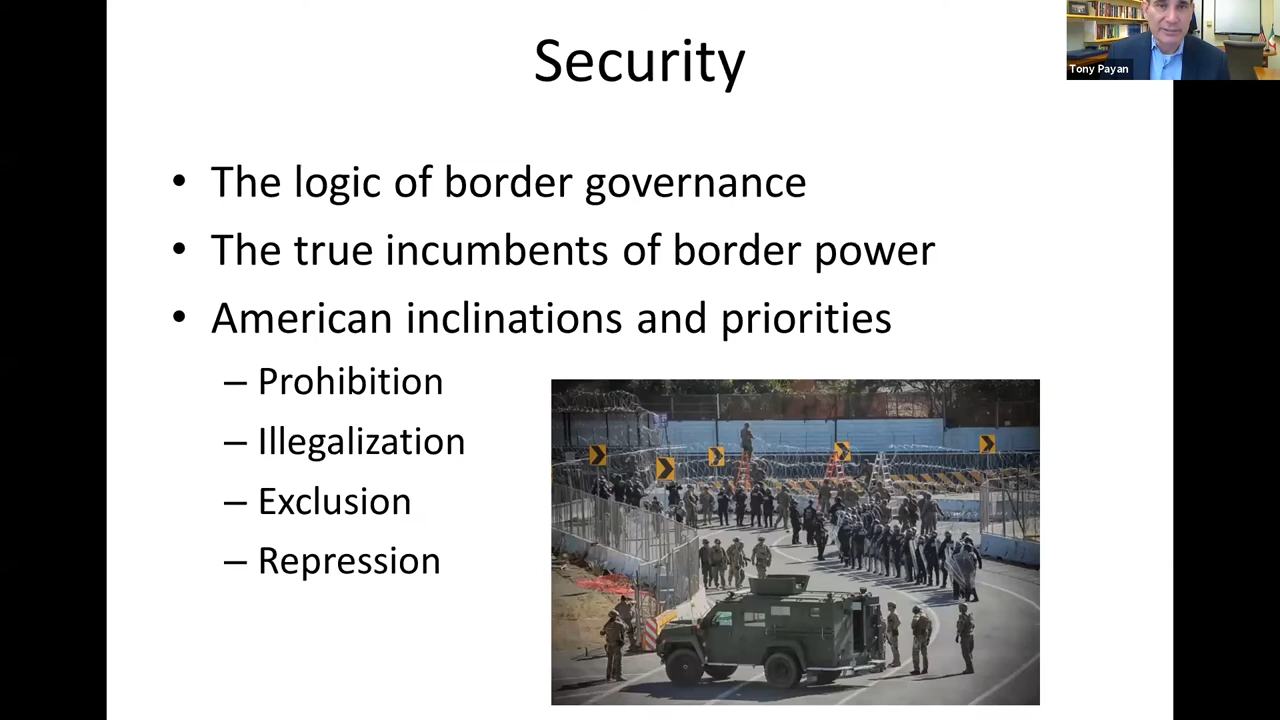 Security
Tony Payan
• The logic of border governance
• The true incumbents of border power
• American inclinations and priorities
– Prohibition
– Illegalization
– Exclusion
– Repression